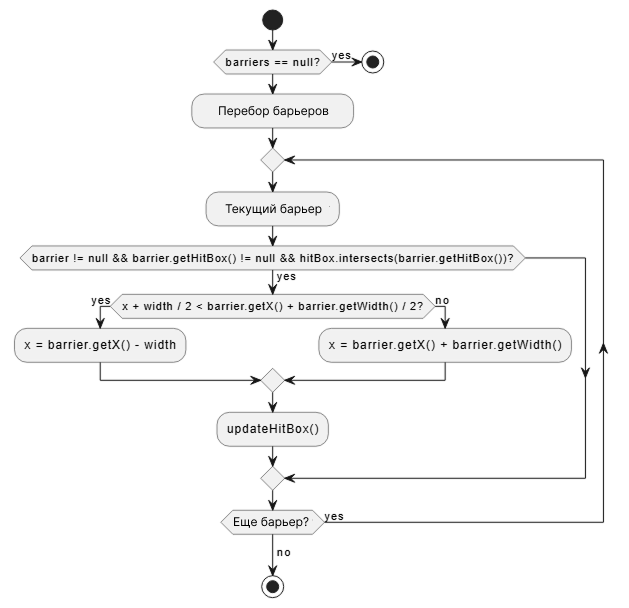 barriers == null?
yes
Перебор барьеров
Текущий барьер
barrier != null && barrier.getHitBox() != null && hitBox.intersects(barrier.getHitBox())?
yes
yes
x + width / 2 < barrier.getX() + barrier.getWidth() / 2?
no
x = barrier.getX() - width
x = barrier.getX() + barrier.getWidth()
updateHitBox()
Еще барьер?
yes
no